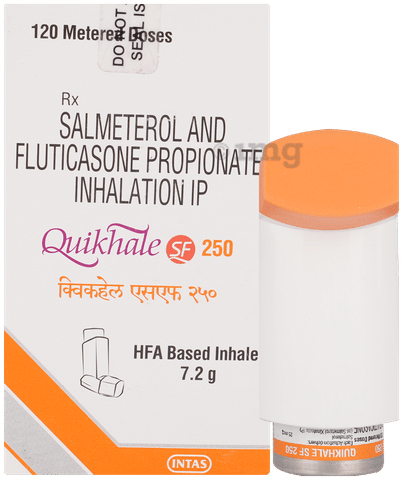 120 Metered Doses
DO NOT
SEAL IS
Rx
SALMETEROL AND
FLUTICASONE PROPIONATE
INHALATION IP
Quikhale SF 250
क्विकहेल एसएफ २५०
HFA Based Inhale
7.2 g
INTAS
QUIKHALE SF 250